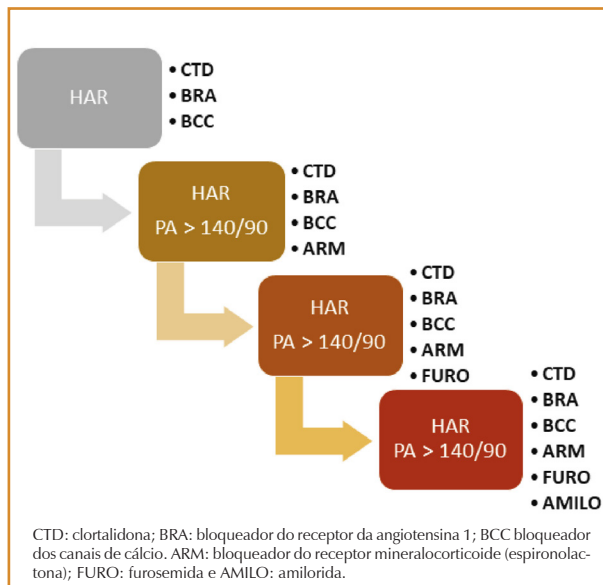 HAR
• CTD
• BRA
• BCC
HAR
PA > 140/90
• CTD
• BRA
• BCC
• ARM
HAR
PA > 140/90
• CTD
• BRA
• BCC
• ARM
• FURO
HAR
PA > 140/90
• CTD
• BRA
• BCC
• ARM
• FURO
• AMILO
CTD: clortalidona; BRA: bloqueador do receptor da angiotensina 1; BCC bloqueador
dos canais de cálcio. ARM: bloqueador do receptor mineralocorticoide (espironolac-
tona); FURO: furosemida e AMILO: amilorida.